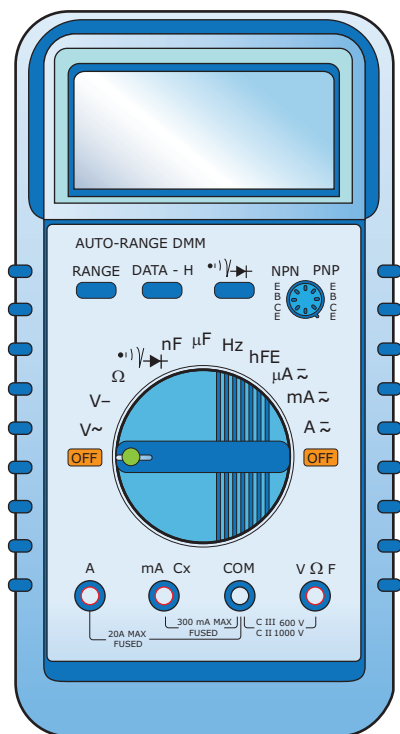 AUTO-RANGE DMM
RANGE DATA - H NPN PNP
E E
B B
C C
E E
nF µF Hz
hFE
Ω
µA
V– mA
V~ A
OFF OFF
A mA Cx COM V Ω F
300 mA MAX
FUSED
C III 600 V
C II 1000 V
20A MAX
FUSED